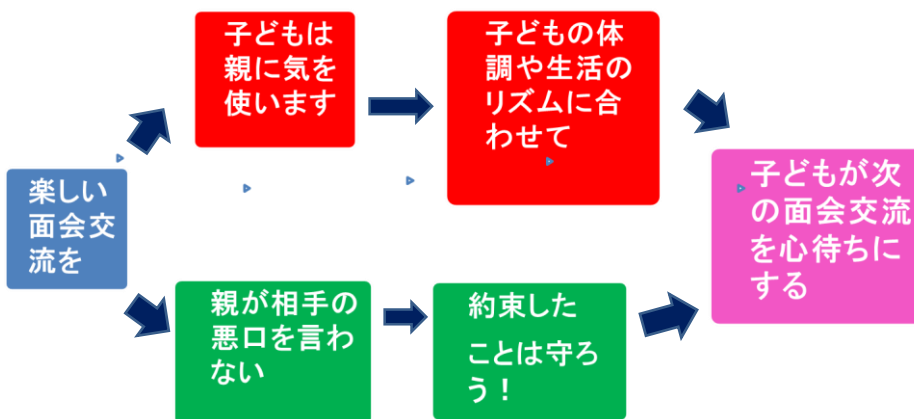 楽しい
面会交
流を
子どもは
親に気を
使います
子どもの体
調や生活の
リズムに合
わせて
親が相手の
悪口を言わ
ない
約束した
ことは守ろ
う！
子どもが次
の面会交流
を心待ちに
する